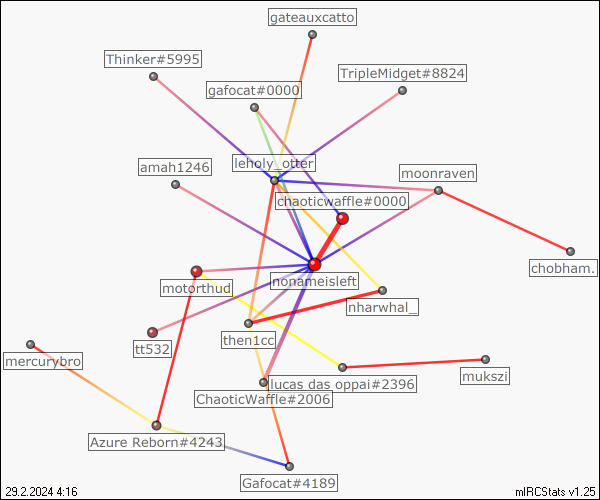 gateauxcatto
Thinker#5995
TripleMidget#8824
gafocat#0000
leholy_otter
amah1246
moonraven
chaoticwaffle#0000
chobham.
nonameisleft
motorthud
nharwhal_
then1cc
tt532
mercurybro
mukszi
lucas das oppai#2396
ChaoticWaffle#2006
Azure Reborn#4243
Gafocat#4189
29.2.2024 4:16
mIRCStats v1.25